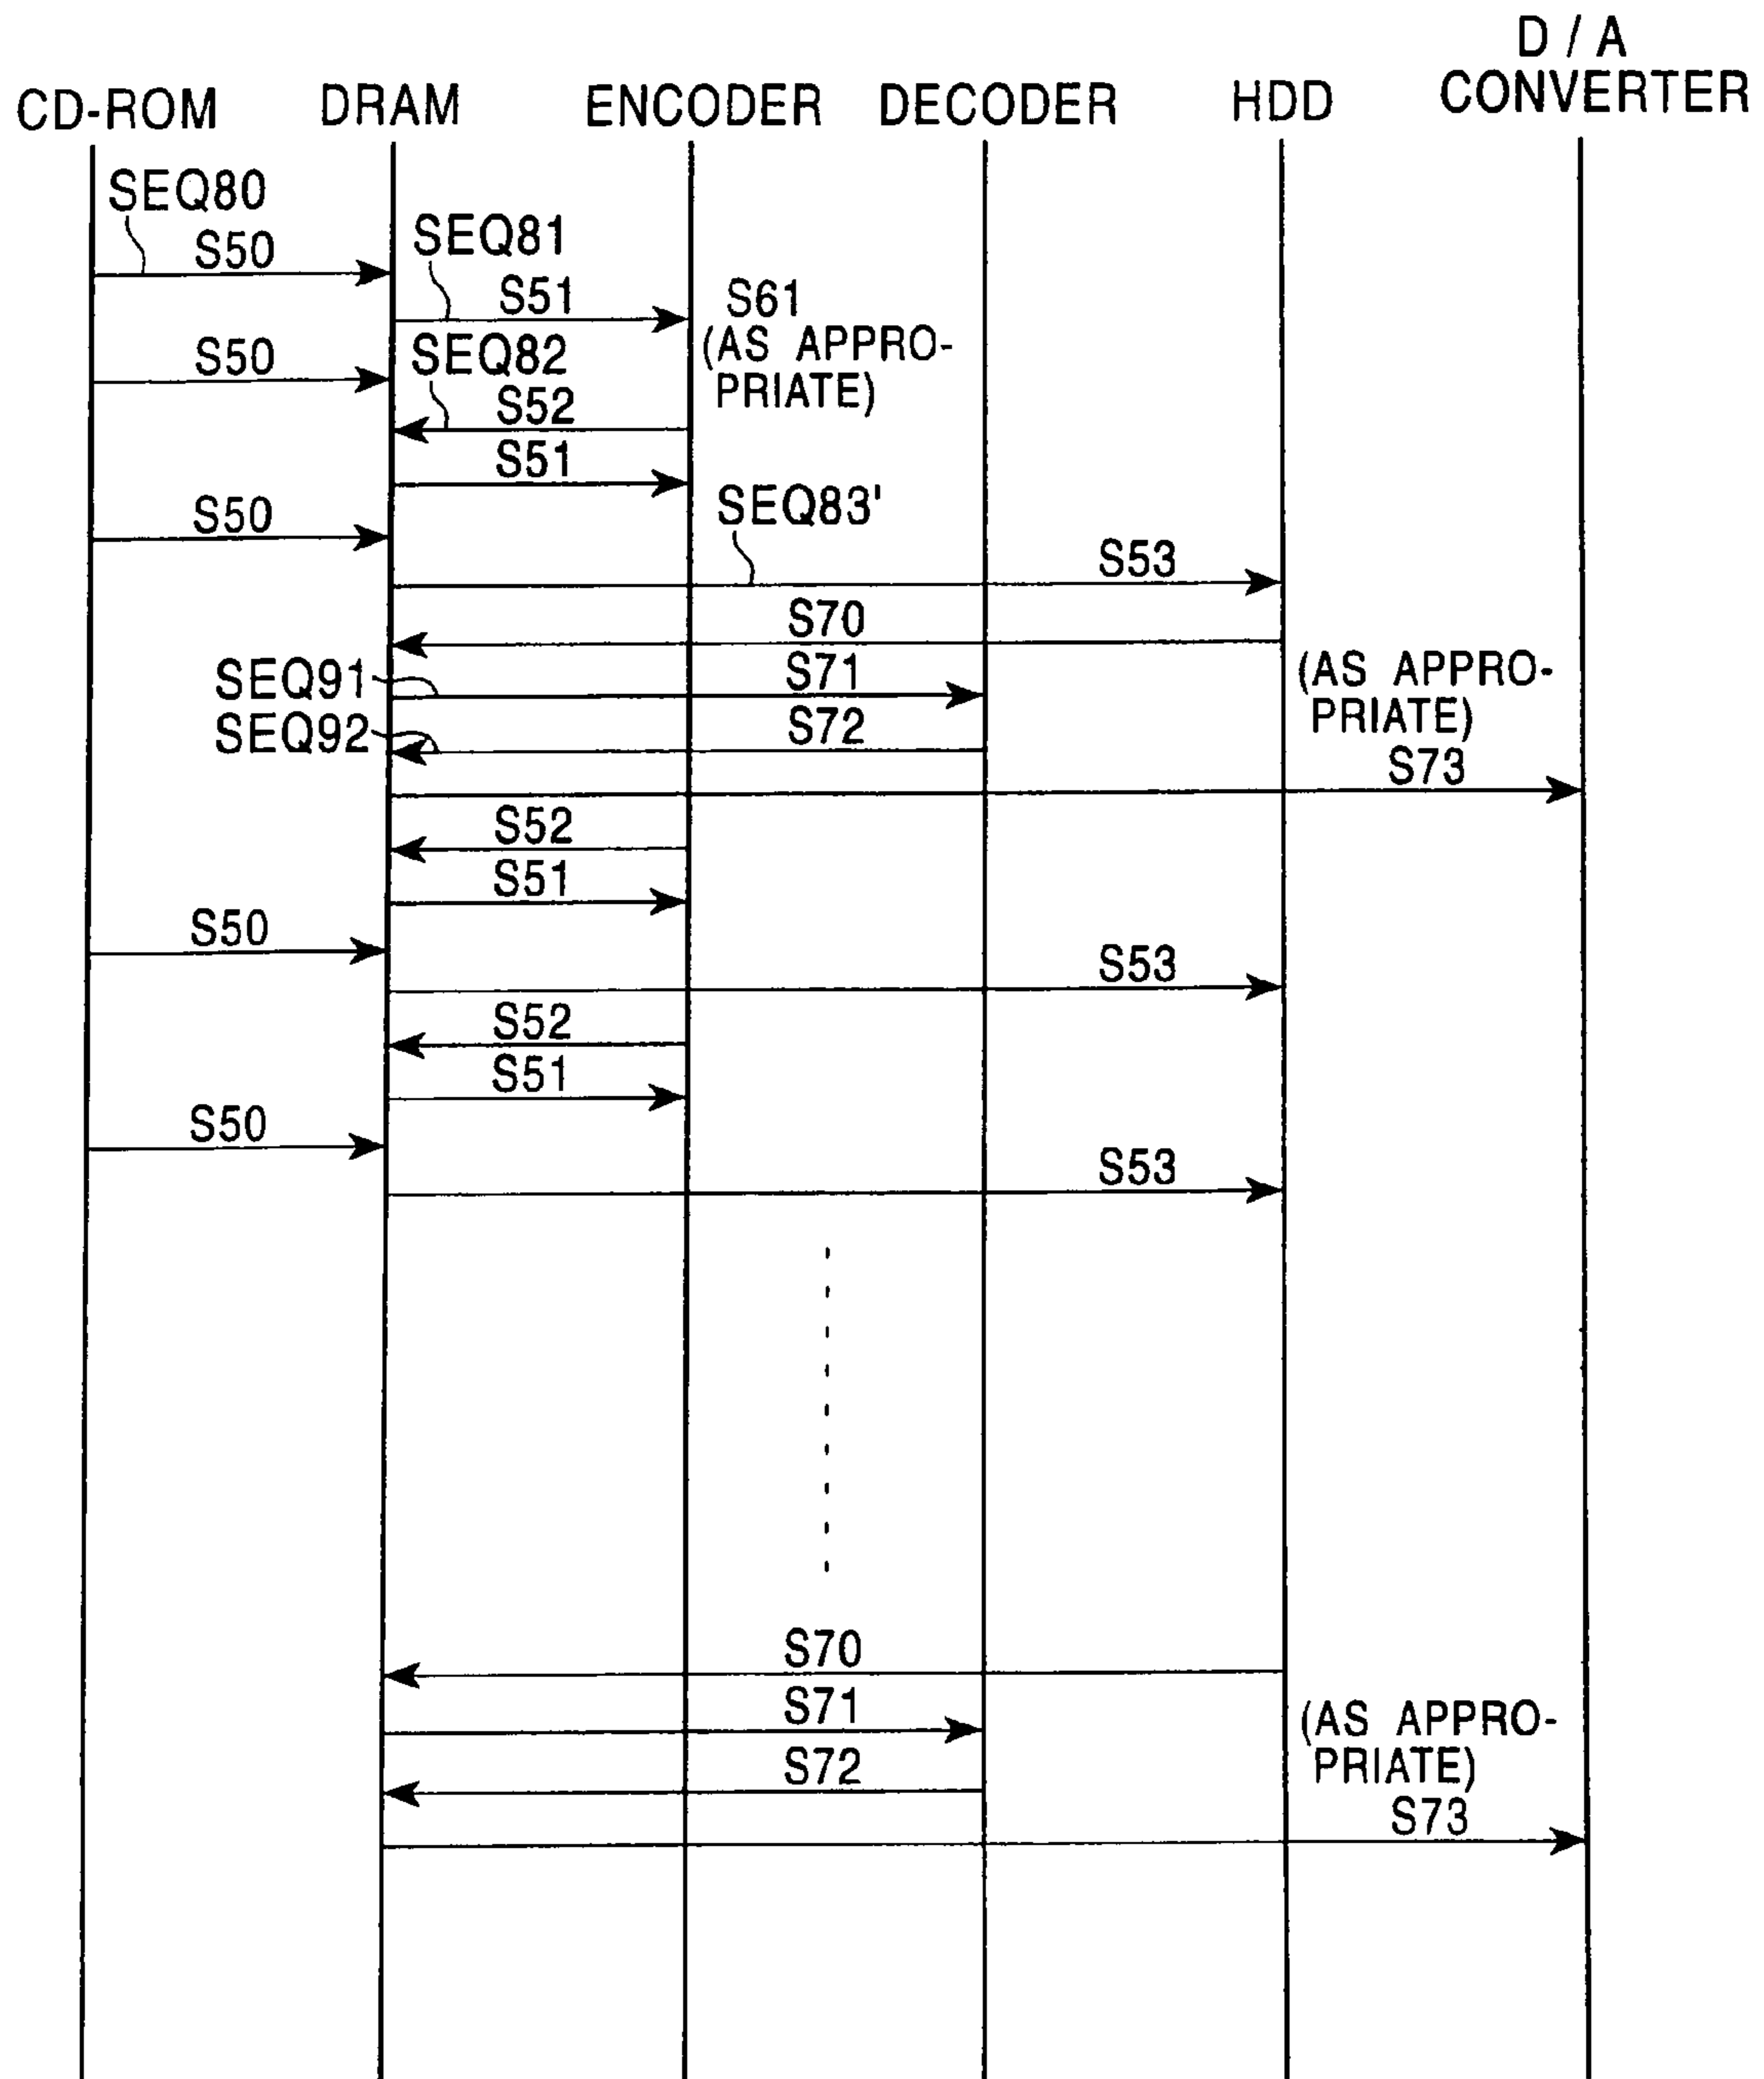 D / A
CD-ROM DRAM ENCODER DECODER HDD CONVERTER
SEQ80
S50
SEQ81
S51
S61
(AS APPRO-
PRIATE)
S50
SEQ82
S52
S51
SEQ83'
S50
S53
S70
SEQ91
S71
(AS APPRO-
PRIATE)
SEQ92
S72
S73
S52
S51
S50
S53
S52
S51
S50
S53
S70
S71
(AS APPRO-
PRIATE)
S72
S73